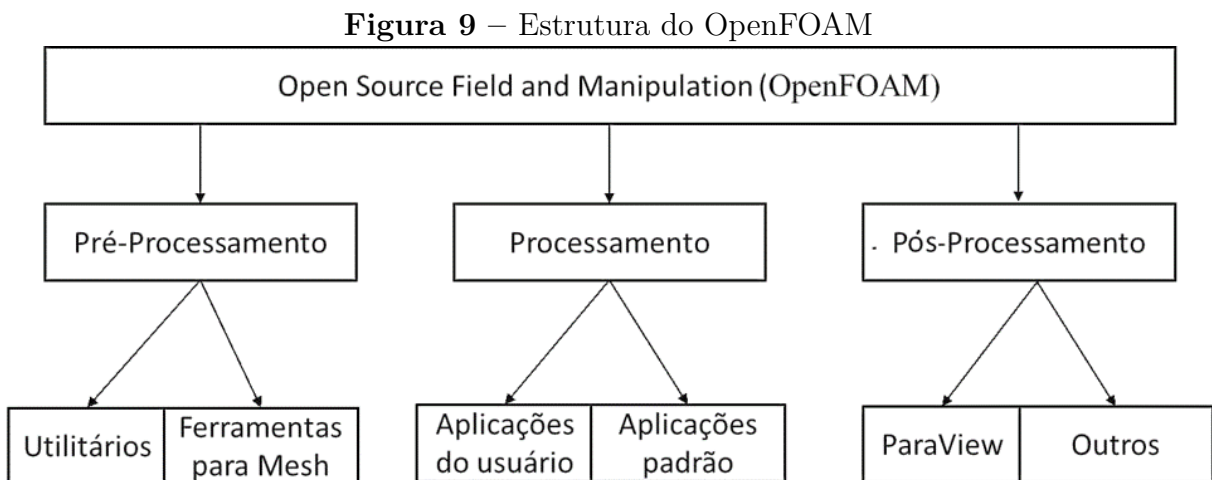 Figura 9 – Estrutura do OpenFOAM
Open Source Field and Manipulation (OpenFOAM)
Pré-Processamento
Processamento
Pós-Processamento
Utilitários
Ferramentas
para Mesh
Aplicações
do usuário
Aplicações
padrão
ParaView
Outros